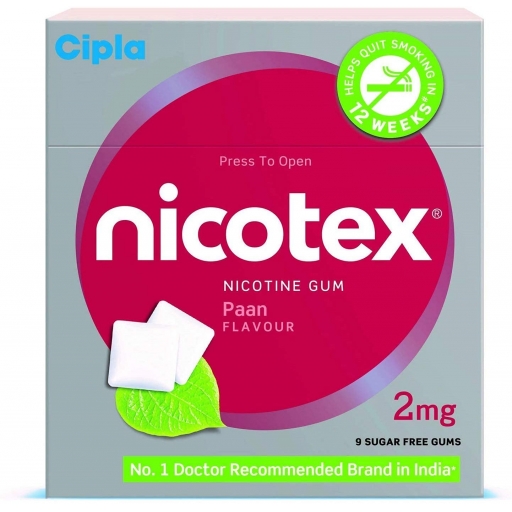 Cipla
HELPS QUIT SMOKING IN
12 WEEKS*
Press To Open
nicotex®
NICOTINE GUM
Paan
FLAVOUR
2mg
9 SUGAR FREE GUMS
No. 1 Doctor Recommended Brand in India*